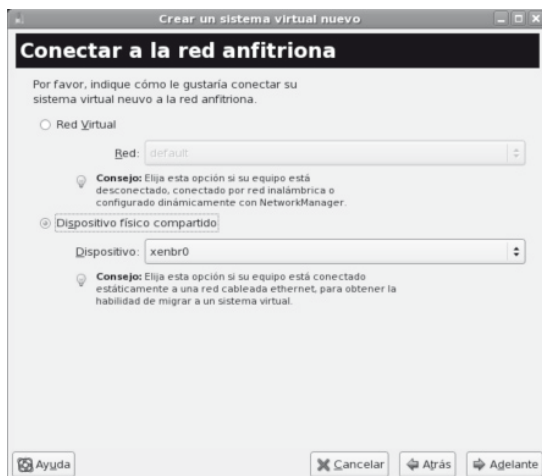 Crear un sistema virtual nuevo
Conectar a la red anfitriona
Por favor, indique cómo le gustaría conectar su
sistema virtual neuvo a la red anfitriona.
Red Virtual
Red: default
Consejo: Elija esta opción si su equipo está
desconectado, conectado por red inalámbrica o
configurado dinámicamente con NetworkManager.
Dispositivo físico compartido
Dispositivo: xenbr0
Consejo: Elija esta opción si su equipo está conectado
estáticamente a una red cableada ethernet, para obtener la
habilidad de migrar a un sistema virtual.
Ayuda Cancelar Atrás Adelante